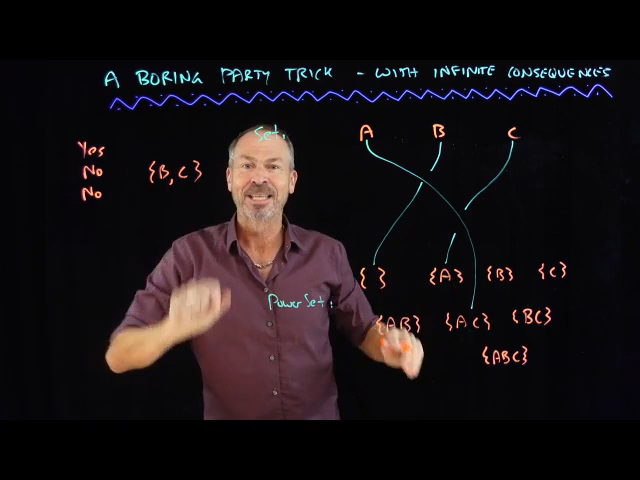 A BORING PARTY TRICK - WITH INFINITE CONSEQUENCES
Set:
A B C
Yes
No
No
{B, C}
{ } {A} {B} {C}
Power Set:
{AB} {AC} {BC}
{ABC}